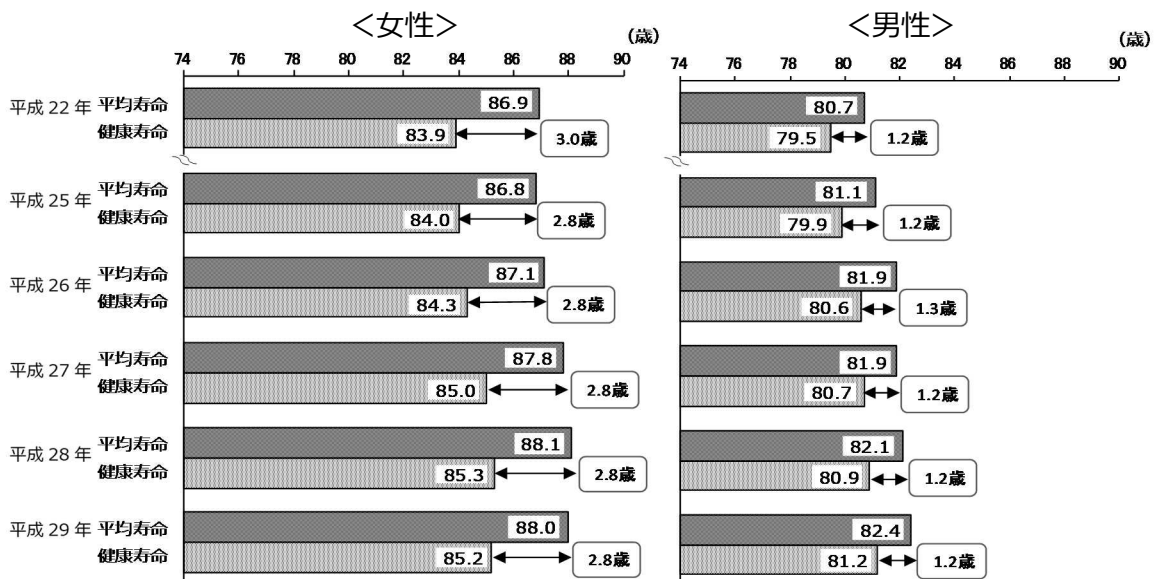 ＜女性＞
(歳)
74 76 78 80 82 84 86 88 90
平成 22 年 平均寿命 86.9
健康寿命 83.9 3.0歳
平成 25 年 平均寿命 86.8
健康寿命 84.0 2.8歳
平成 26 年 平均寿命 87.1
健康寿命 84.3 2.8歳
平成 27 年 平均寿命 87.8
健康寿命 85.0 2.8歳
平成 28 年 平均寿命 88.1
健康寿命 85.3 2.8歳
平成 29 年 平均寿命 88.0
健康寿命 85.2 2.8歳
＜男性＞
(歳)
74 76 78 80 82 84 86 88 90
80.7
79.5 1.2歳
81.1
79.9 1.2歳
81.9
80.6 1.3歳
81.9
80.7 1.2歳
82.1
80.9 1.2歳
82.4
81.2 1.2歳